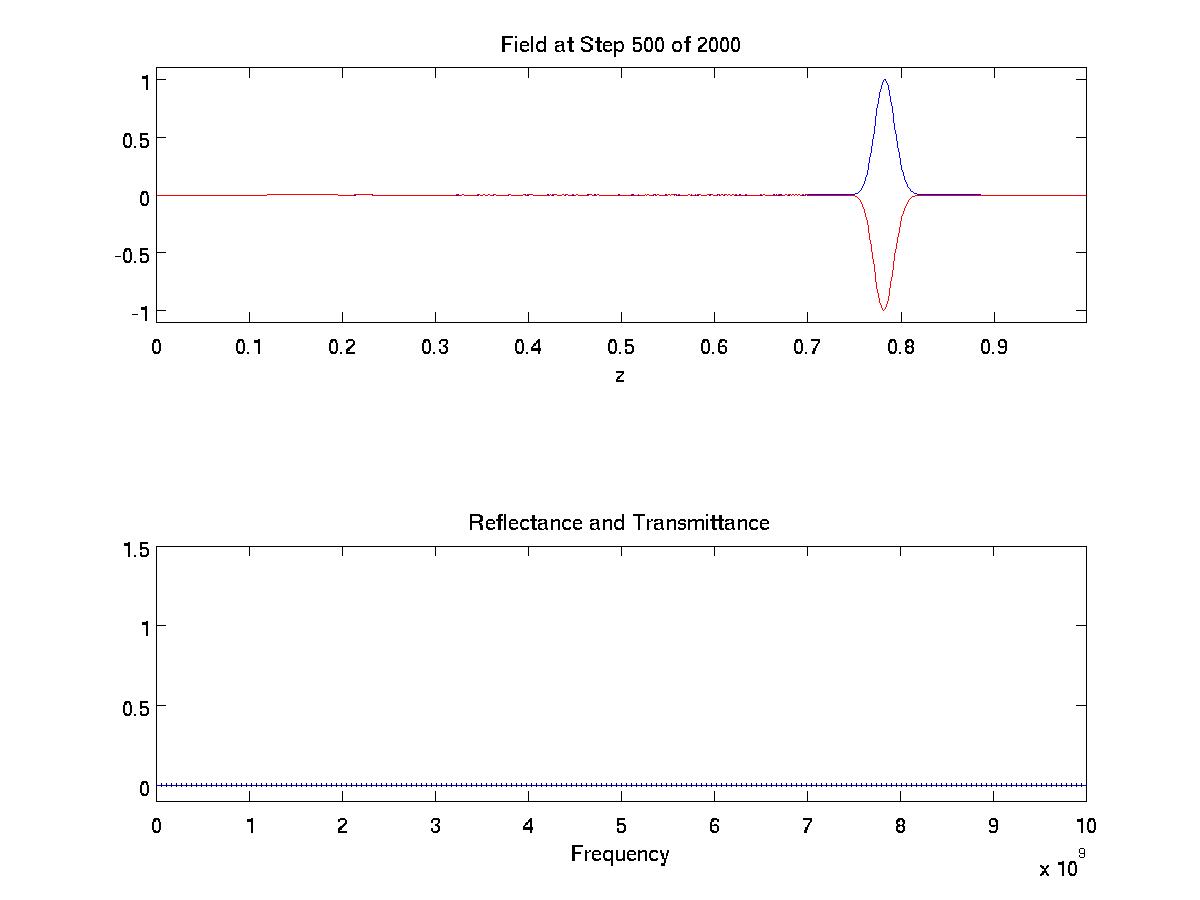 Field at Step 500 of 2000
1
0.5
0
-0.5
-1
0 0.1 0.2 0.3 0.4 0.5 0.6 0.7 0.8 0.9
z
Reflectance and Transmittance
1.5
1
0.5
0
0 1 2 3 4 5 6 7 8 9 10
Frequency
x 10^9